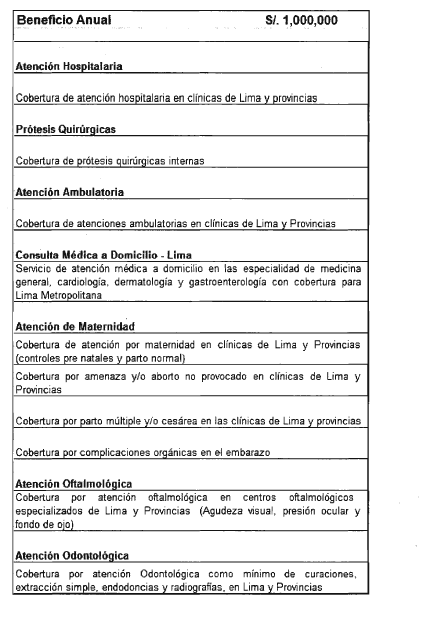 Beneficio Anual S/. 1,000,000
Atención Hospitalaria
Cobertura de atención hospitalaria en clínicas de Lima y provincias
Prótesis Quirúrgicas
Cobertura de prótesis quirúrgicas internas
Atención Ambulatoria
Cobertura de atenciones ambulatorias en clínicas de Lima y Provincias
Consulta Médica a Domicilio - Lima
Servicio de atención médica a domicilio en las especialidad de medicina
general, cardiología, dermatología y gastroenterología con cobertura para
Lima Metropolitana
Atención de Maternidad
Cobertura de atención por maternidad en clínicas de Lima y Provincias
(controles pre natales y parto normal)
Cobertura por amenaza y/o aborto no provocado en clínicas de Lima y
Provincias
Cobertura por parto múltiple y/o cesárea en las clínicas de Lima y provincias
Cobertura por complicaciones orgánicas en el embarazo
Atención Oftalmológica
Cobertura por atención oftalmológica en centros oftalmológicos
especializados de Lima y Provincias (Agudeza visual, presión ocular y
fondo de ojo)
Atención Odontológica
Cobertura por atención Odontológica como mínimo de curaciones,
extracción simple, endodoncias y radiografías, en Lima y Provincias